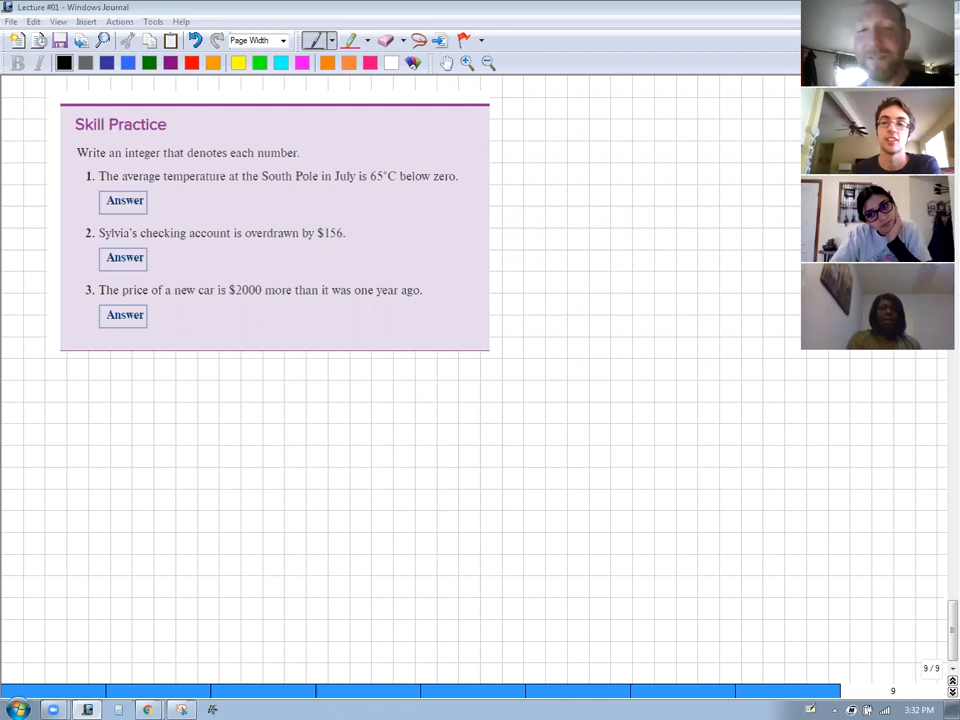 Lecture #01 - Windows Journal
File Edit View Insert Actions Tools Help
Page Width
Skill Practice
Write an integer that denotes each number.
1. The average temperature at the South Pole in July is 65°C below zero.
Answer
2. Sylvia's checking account is overdrawn by $156.
Answer
3. The price of a new car is $2000 more than it was one year ago.
Answer
9 / 9
9
3:32 PM